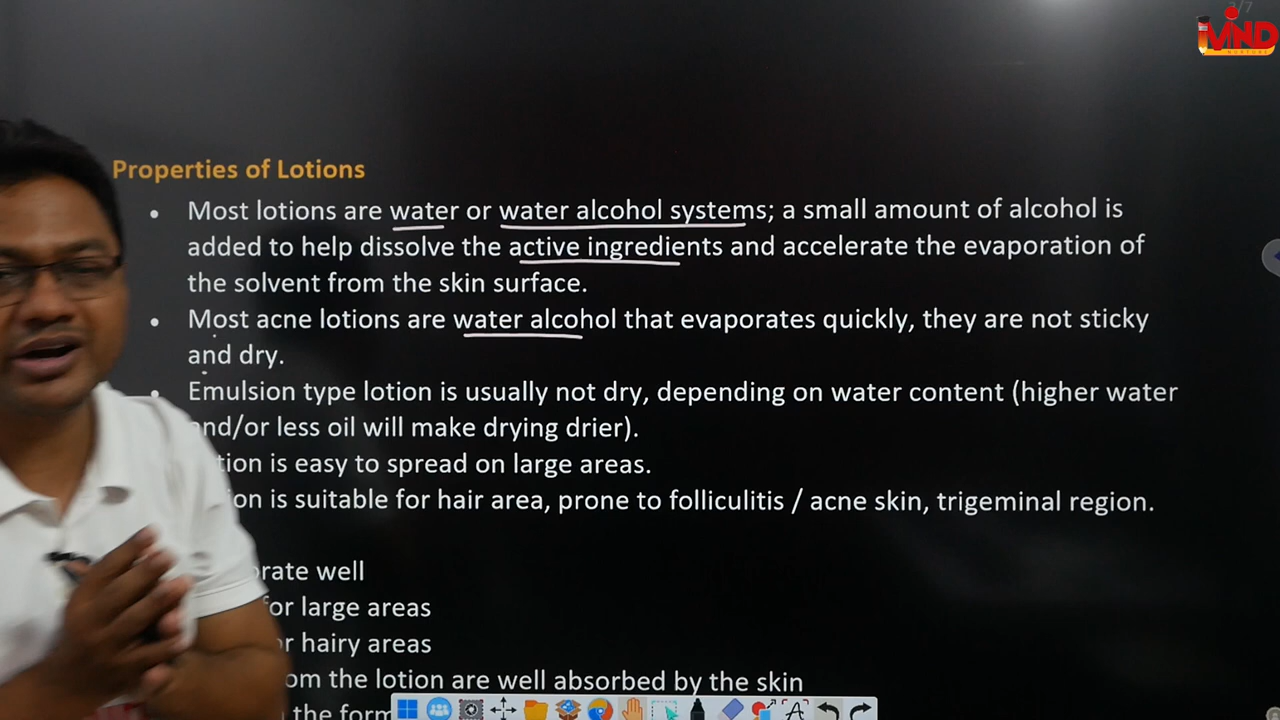 2/7
MIND
NURTURE
Properties of Lotions
Most lotions are water or water alcohol systems; a small amount of alcohol is
added to help dissolve the active ingredients and accelerate the evaporation of
the solvent from the skin surface.
Most acne lotions are water alcohol that evaporates quickly, they are not sticky
and dry.
Emulsion type lotion is usually not dry, depending on water content (higher water
and/or less oil will make drying drier).
is easy to spread on large areas.
is suitable for hair area, prone to folliculitis / acne skin, trigeminal region.
well
for large areas
hairy areas
the lotion are well absorbed by the skin
the